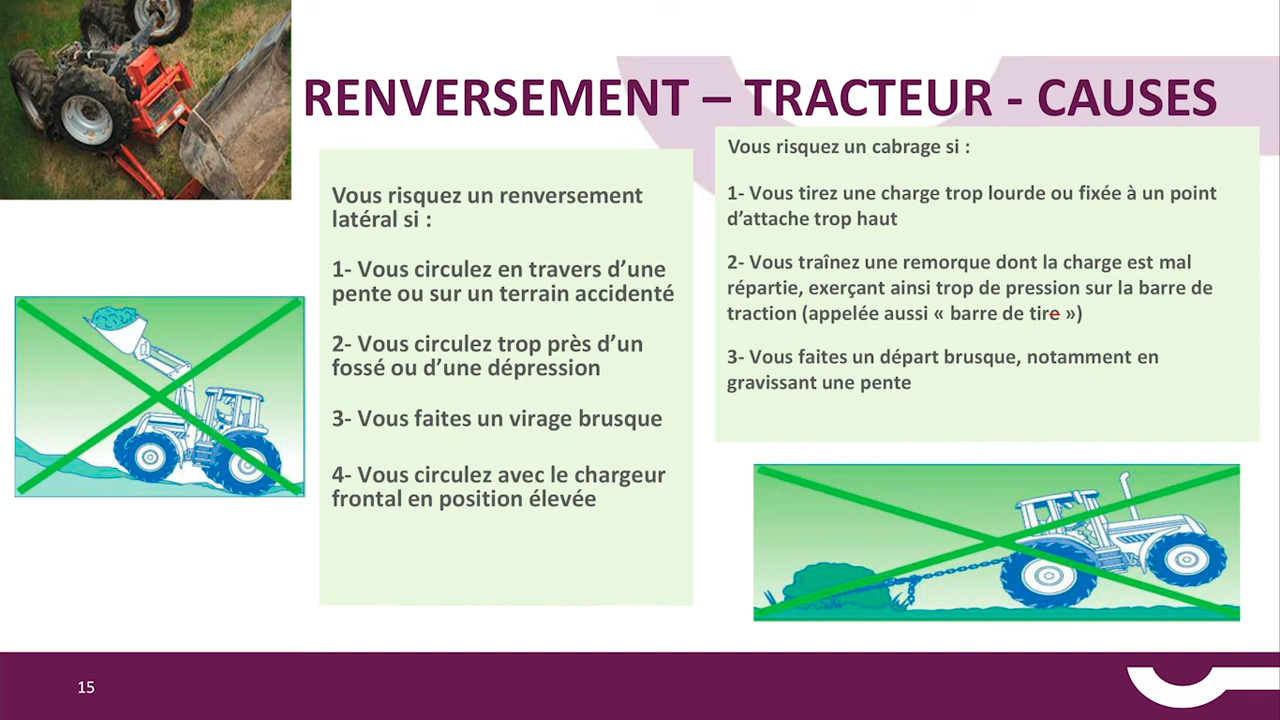 RENVERSEMENT – TRACTEUR - CAUSES
Vous risquez un renversement
latéral si :
1- Vous circulez en travers d’une
pente ou sur un terrain accidenté
2- Vous circulez trop près d’un
fossé ou d’une dépression
3- Vous faites un virage brusque
4- Vous circulez avec le chargeur
frontal en position élevée
Vous risquez un cabrage si :
1- Vous tirez une charge trop lourde ou fixée à un point
d’attache trop haut
2- Vous traînez une remorque dont la charge est mal
répartie, exerçant ainsi trop de pression sur la barre de
traction (appelée aussi « barre de tire »)
3- Vous faites un départ brusque, notamment en
gravissant une pente
15